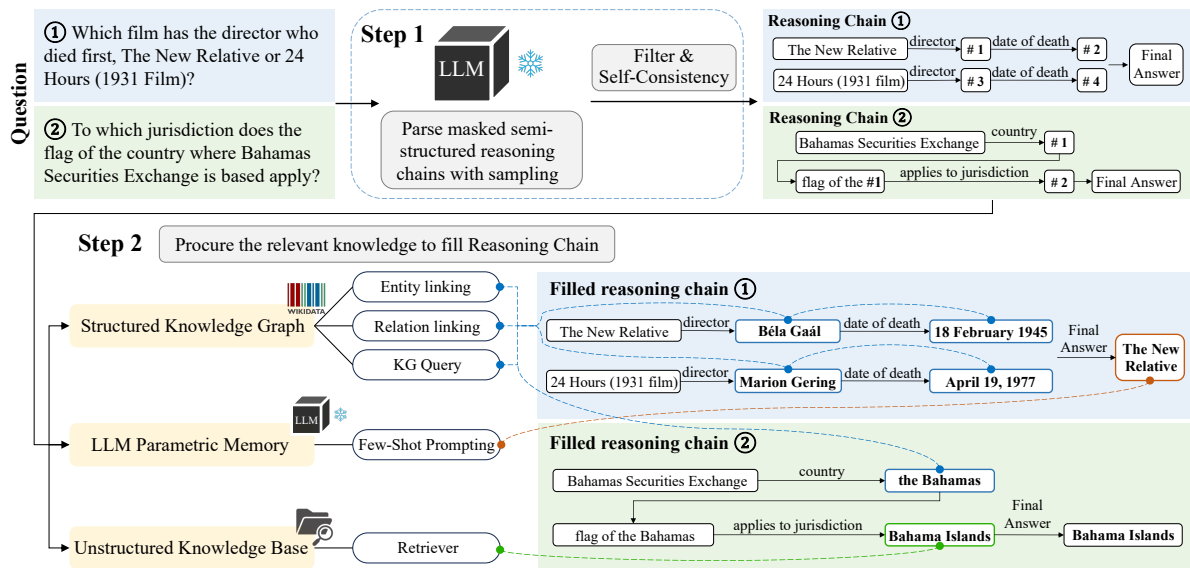 Question
① Which film has the director who
died first, The New Relative or 24
Hours (1931 Film)?
② To which jurisdiction does the
flag of the country where Bahamas
Securities Exchange is based apply?
Step 1
LLM
Parse masked semi-
structured reasoning
chains with sampling
Filter &
Self-Consistency
Reasoning Chain ①
The New Relative
director
# 1
date of death
# 2
24 Hours (1931 film)
director
# 3
date of death
# 4
Final
Answer
Reasoning Chain ②
Bahamas Securities Exchange
country
# 1
flag of the #1
applies to jurisdiction
# 2
Final Answer
Step 2
Procure the relevant knowledge to fill Reasoning Chain
WIKIDATA
Structured Knowledge Graph
Entity linking
Relation linking
KG Query
LLM
LLM Parametric Memory
Few-Shot Prompting
Unstructured Knowledge Base
Retriever
Filled reasoning chain ①
The New Relative
director
Béla Gaál
date of death
18 February 1945
24 Hours (1931 film)
director
Marion Gering
date of death
April 19, 1977
Final
Answer
The New
Relative
Filled reasoning chain ②
Bahamas Securities Exchange
country
the Bahamas
flag of the Bahamas
applies to jurisdiction
Bahama Islands
Final
Answer
Bahama Islands